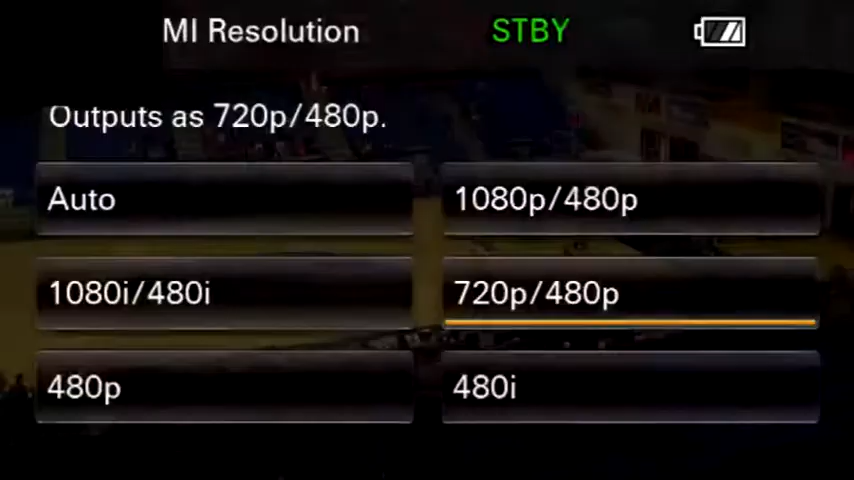 MI Resolution STBY
Outputs as 720p/480p.
Auto 1080p/480p
1080i/480i 720p/480p
480p 480i